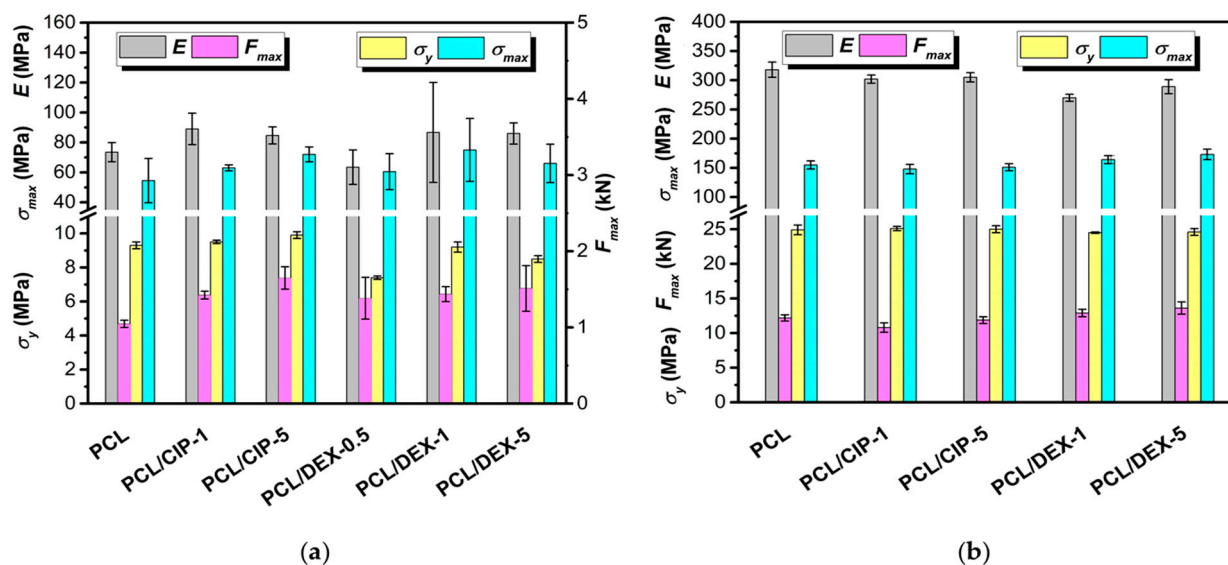 E (MPa)
σmax (MPa)
σy (MPa)
160
140
120
100
80
60
40
10
8
6
4
2
0
E
Fmax
σy
σmax
5
4
3
2
1
0
Fmax (kN)
PCL
PCL/CIP-1
PCL/CIP-5
PCL/DEX-0.5
PCL/DEX-1
PCL/DEX-5
(a)
E (MPa)
σmax (MPa)
Fmax (kN)
σy (MPa)
400
350
300
250
200
150
100
25
20
15
10
5
0
E
Fmax
σy
σmax
PCL
PCL/CIP-1
PCL/CIP-5
PCL/DEX-1
PCL/DEX-5
(b)